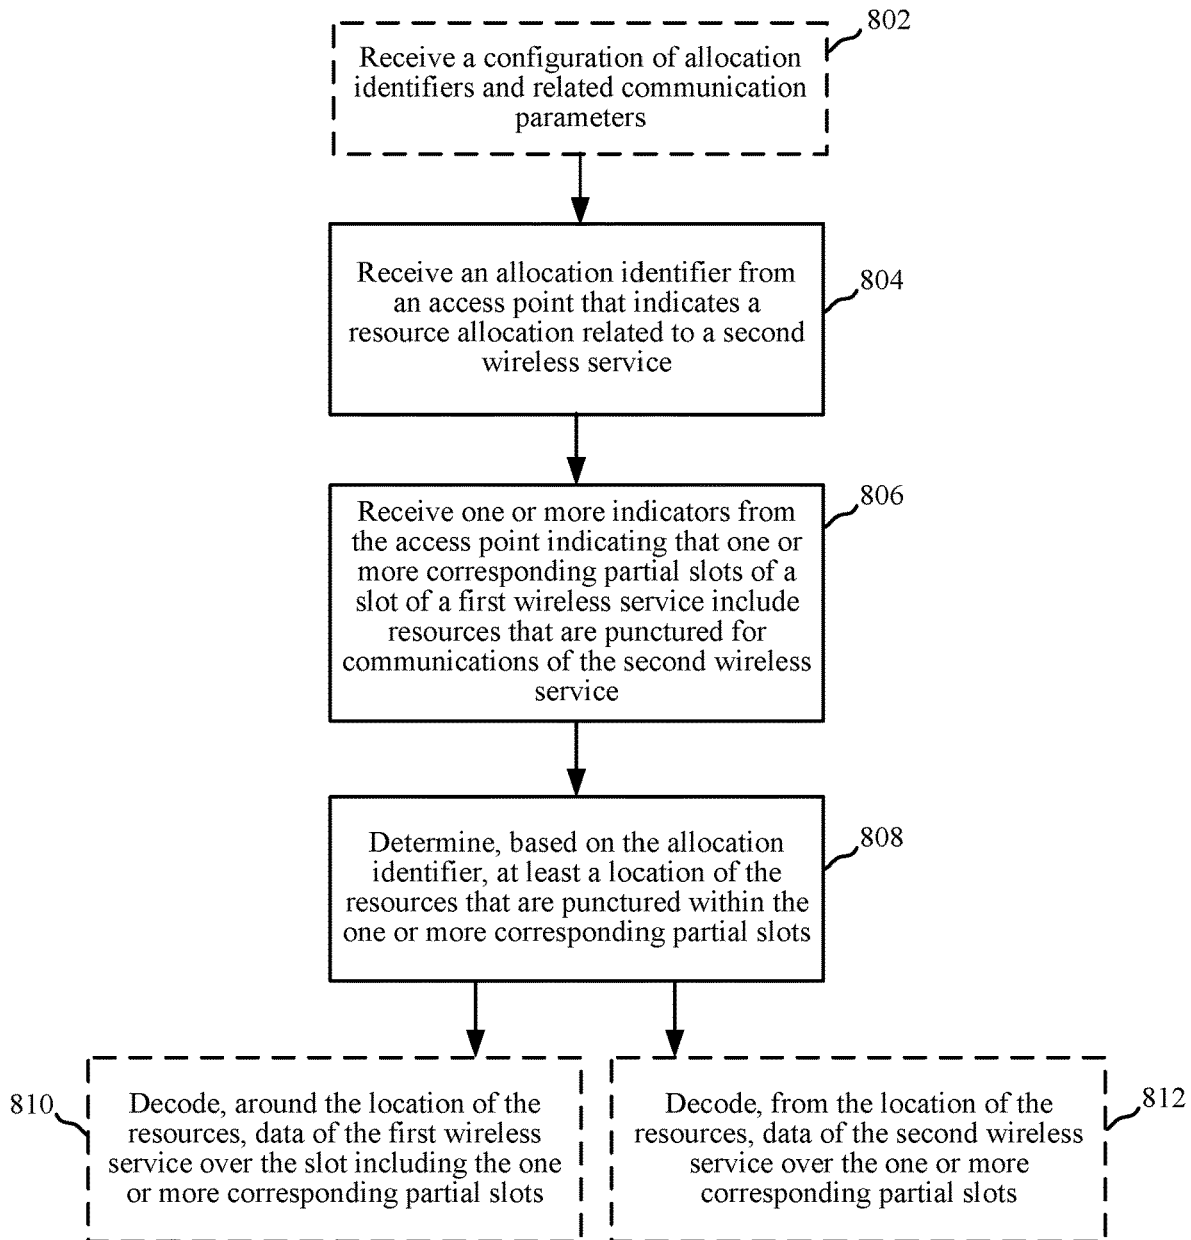 802
Receive a configuration of allocation
identifiers and related communication
parameters
Receive an allocation identifier from
an access point that indicates a
resource allocation related to a second
wireless service
804
Receive one or more indicators from
the access point indicating that one or
more corresponding partial slots of a
slot of a first wireless service include
resources that are punctured for
communications of the second wireless
service
806
Determine, based on the allocation
identifier, at least a location of the
resources that are punctured within the
one or more corresponding partial slots
808
810
Decode, around the location of the
resources, data of the first wireless
service over the slot including the one
or more corresponding partial slots
Decode, from the location of the
resources, data of the second wireless
service over the one or more
corresponding partial slots
812